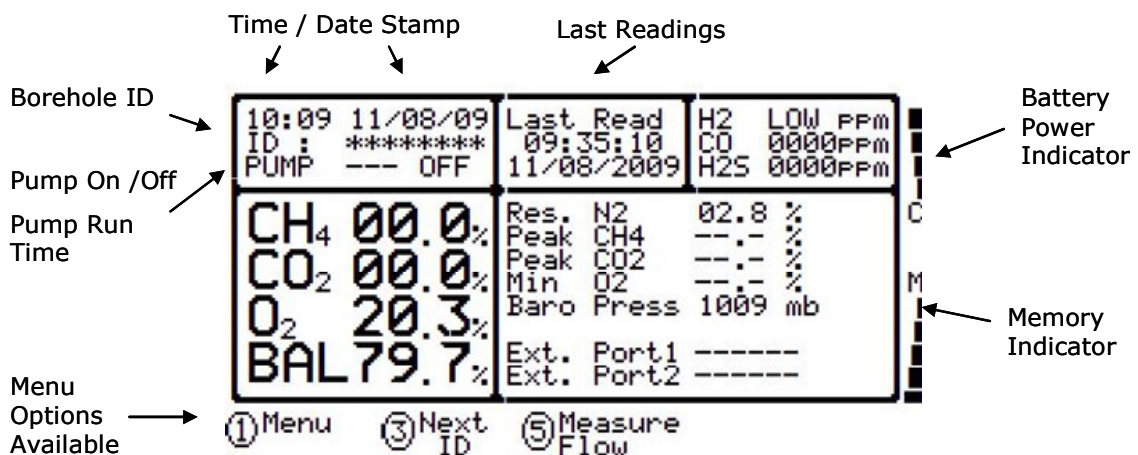 Time / Date Stamp
Last Readings
Borehole ID
Pump On /Off
Pump Run
Time
Menu
Options
Available
Battery
Power
Indicator
Memory
Indicator
10:09 11/08/09
ID : ********
PUMP --- OFF
Last Read
09:35:10
11/08/2009
H2 LOW ppm
CO 0000ppm
H2S 0000ppm
CH4 00.0%
CO2 00.0%
O2 20.3%
BAL 79.7%
Res. N2 02.8 %
Peak CH4 --.- %
Peak CO2 --.- %
Min O2 --.- %
Baro Press 1009 mb
Ext. Port1 ------
Ext. Port2 ------
C
M
① Menu
③ Next
ID
⑤ Measure
Flow